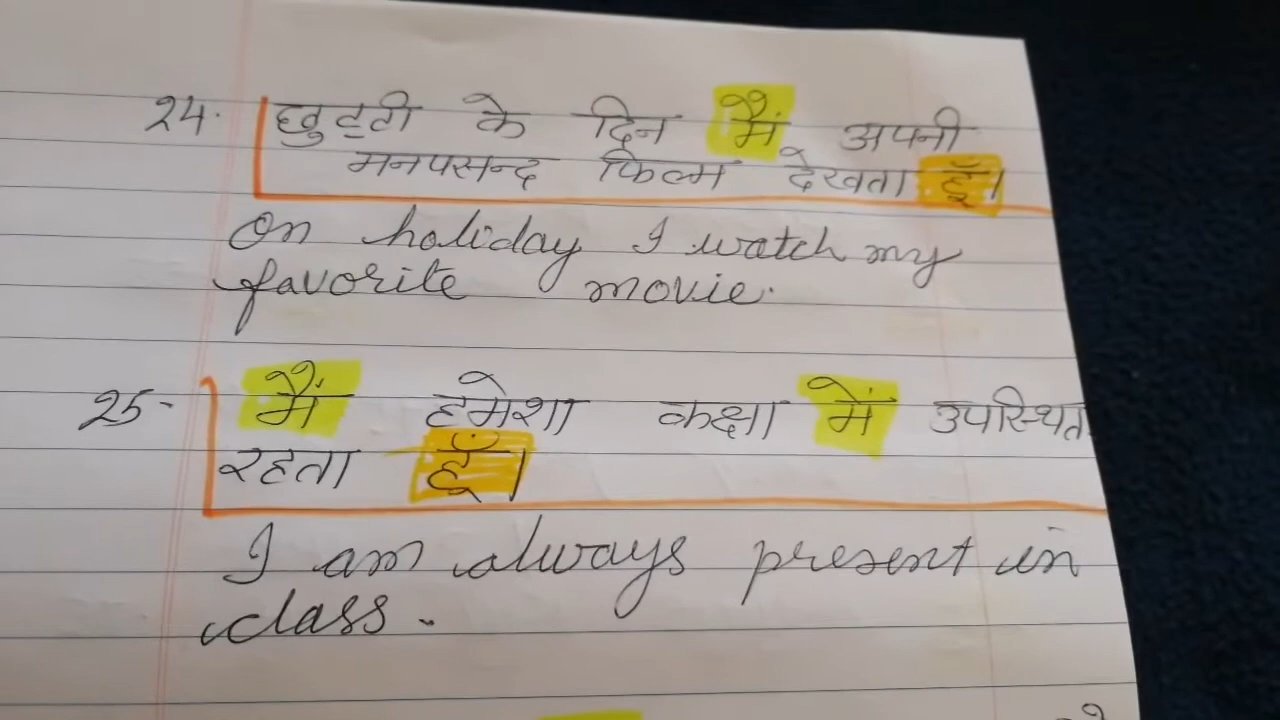 24. छुट्टी के दिन मैं अपनी
मनपसन्द फिल्म देखता हूँ।
On holiday I watch my
favorite movie.
25- मैं हमेशा कक्षा में उपस्थित
रहता हूँ।
I am always present in
class.